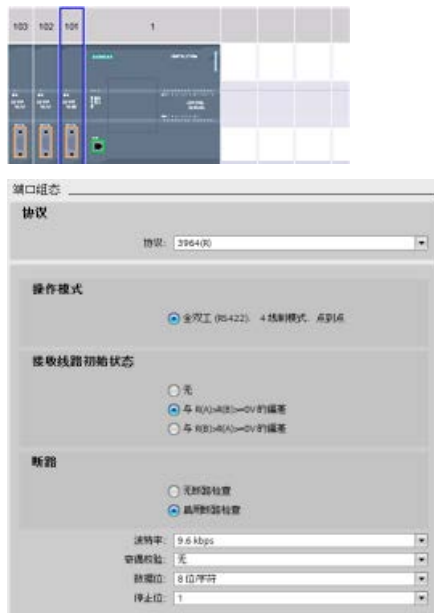 103 102 101 1
SIEMENS
端口组态
协议
协议: 3964(R)
操作模式
全双工 (RS422) 4 线制模式 点到点
接收线路初始状态
无
与 R(A)>R(B)>=0V 的偏差
与 R(B)>R(A)>=0V 的偏差
断路
无断路检查
启用断路检查
波特率: 9.6 kbps
奇偶校验: 无
数据位: 8 位/字符
停止位: 1